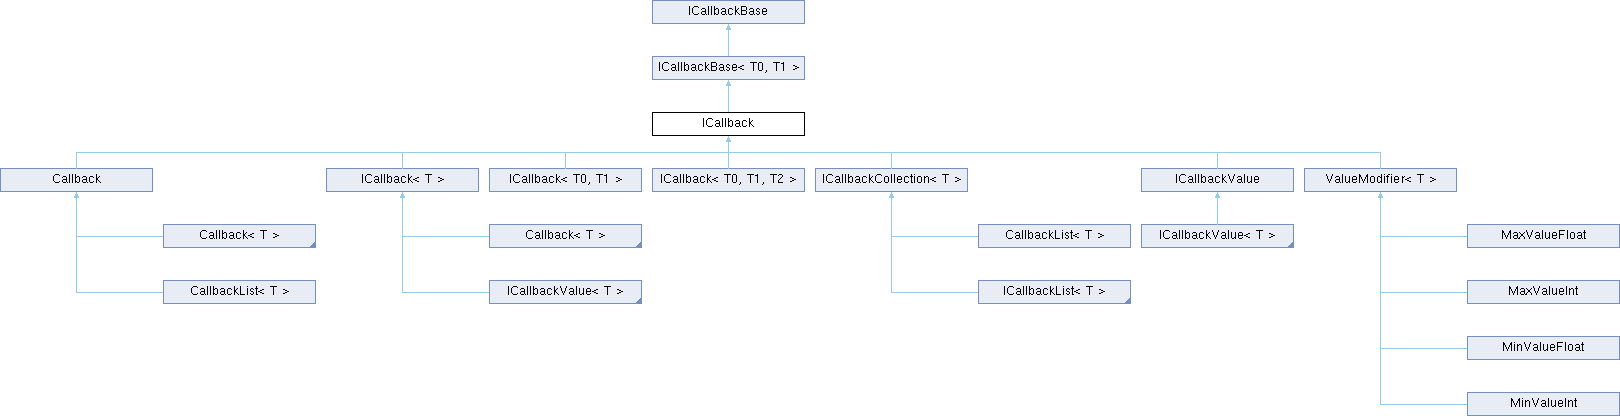 ICallbackBase
ICallbackBase< T0, T1 >
ICallback
Callback
ICallback< T >
ICallback< T0, T1 >
ICallback< T0, T1, T2 >
ICallbackCollection< T >
ICallbackValue
ValueModifier< T >
Callback< T >
Callback< T >
CallbackList< T >
ICallbackValue< T >
MaxValueFloat
CallbackList< T >
ICallbackValue< T >
ICallbackList< T >
MaxValueInt
MinValueFloat
MinValueInt